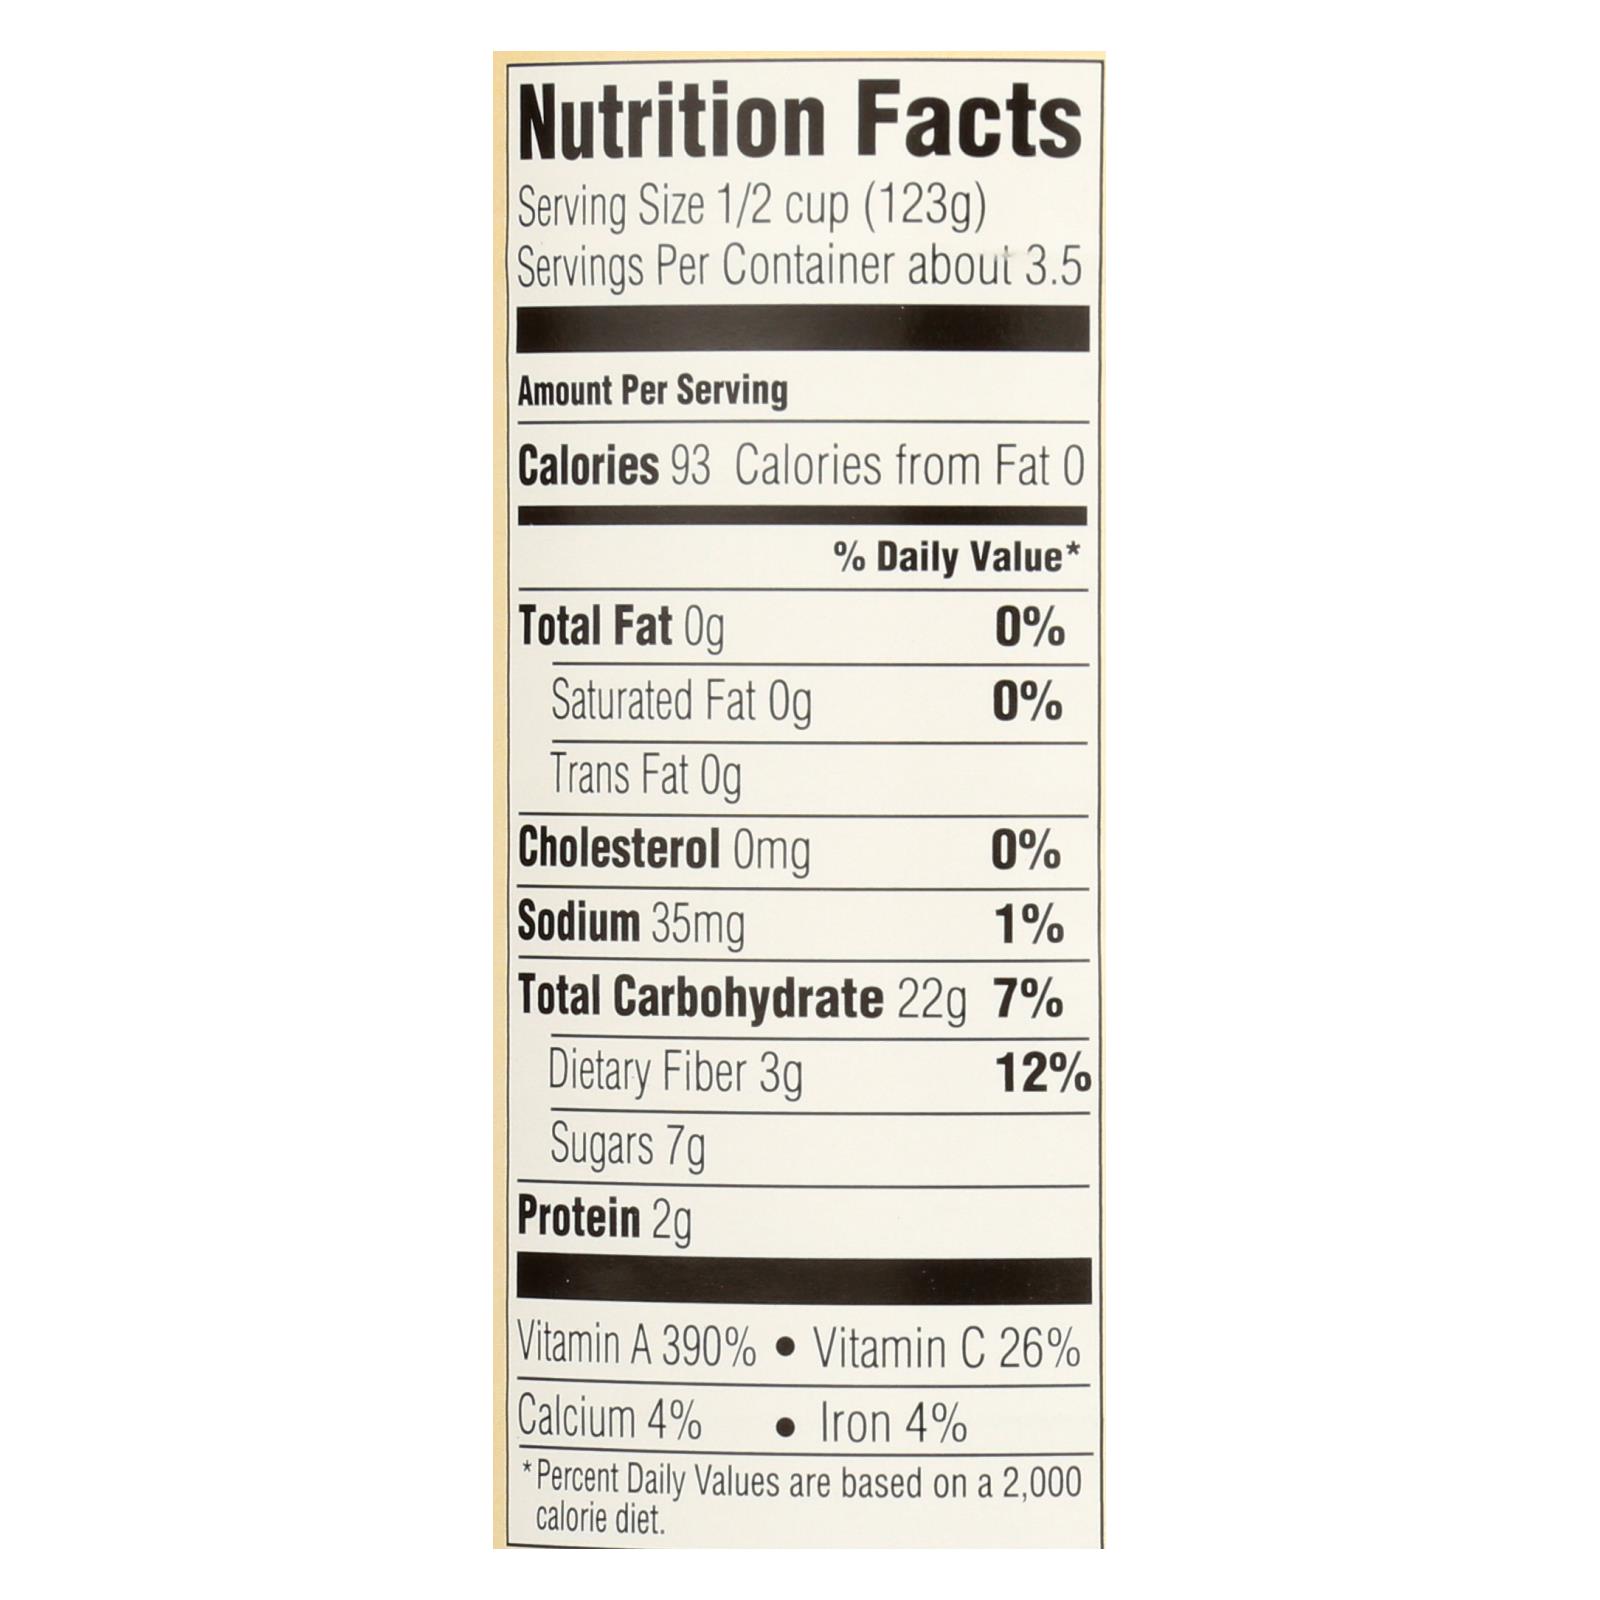 Nutrition Facts
Serving Size 1/2 cup (123g)
Servings Per Container about 3.5
Amount Per Serving
Calories 93 Calories from Fat 0
% Daily Value*
Total Fat 0g 0%
Saturated Fat 0g 0%
Trans Fat 0g
Cholesterol 0mg 0%
Sodium 35mg 1%
Total Carbohydrate 22g 7%
Dietary Fiber 3g 12%
Sugars 7g
Protein 2g
Vitamin A 390% • Vitamin C 26%
Calcium 4% • Iron 4%
*Percent Daily Values are based on a 2,000
calorie diet.